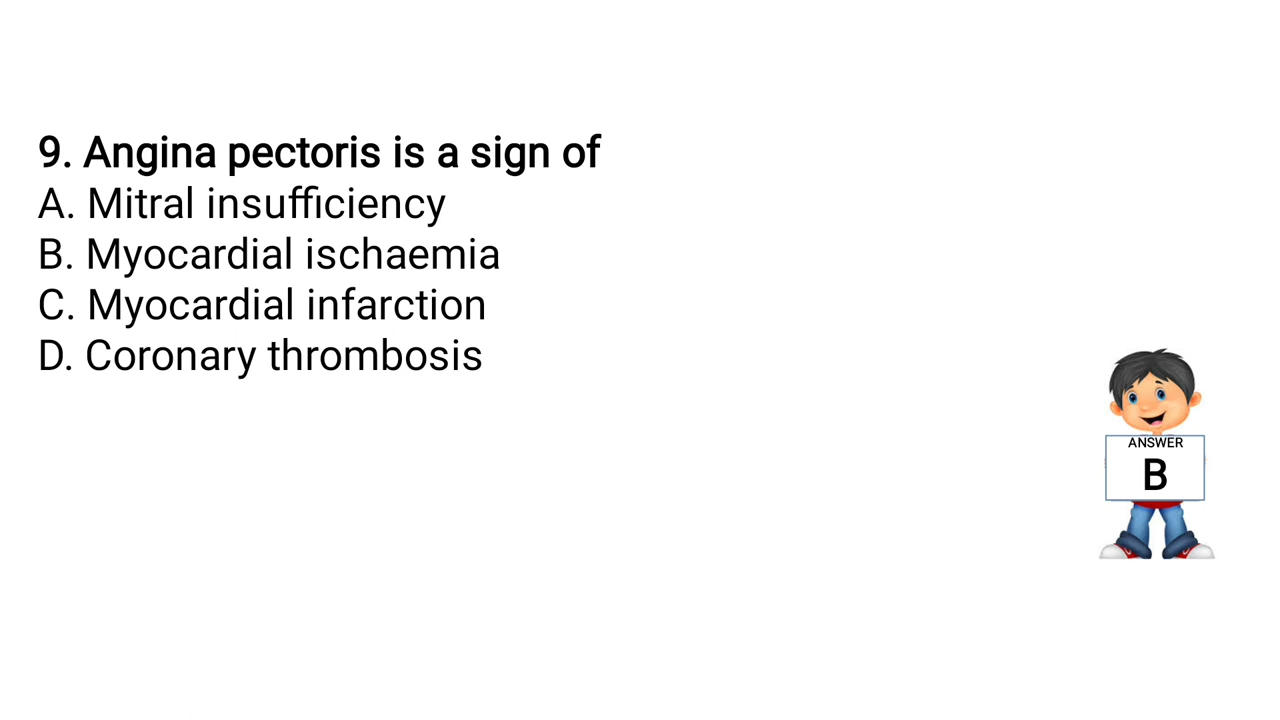 9. Angina pectoris is a sign of
A. Mitral insufficiency
B. Myocardial ischaemia
C. Myocardial infarction
D. Coronary thrombosis
ANSWER
B